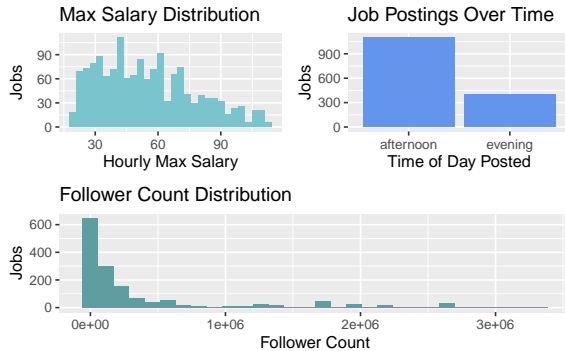 Max Salary Distribution
Jobs
90
60
30
0
30 60 90
Hourly Max Salary
Job Postings Over Time
Jobs
900
600
300
0
afternoon evening
Time of Day Posted
Follower Count Distribution
Jobs
600
400
200
0
0e+00 1e+06 2e+06 3e+06
Follower Count